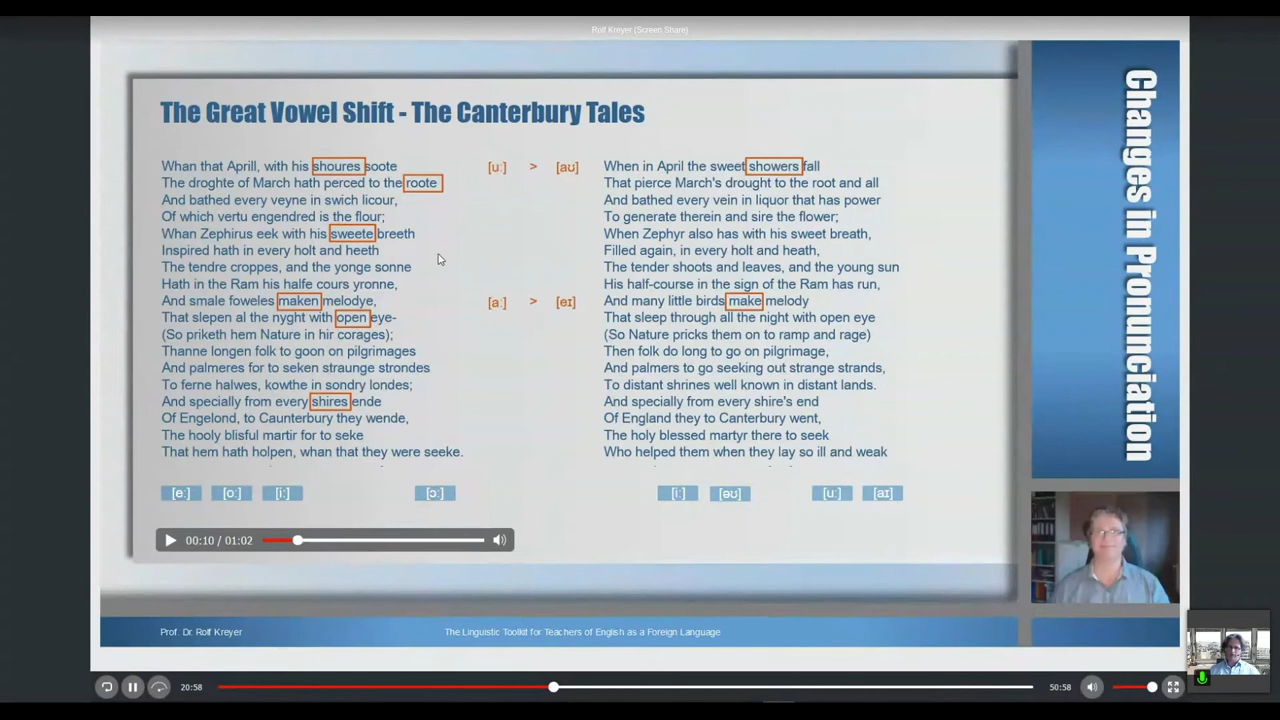 Rolf Kreyer (Screen Share)
The Great Vowel Shift - The Canterbury Tales
Whan that Aprill, with his shoures soote
The droghte of March hath perced to the roote
And bathed every veyne in swich licour,
Of which vertu engendred is the flour;
Whan Zephirus eek with his sweete breeth
Inspired hath in every holt and heeth
The tendre croppes, and the yonge sonne
Hath in the Ram his halfe cours yronne,
And smale foweles maken melodye,
That slepen al the nyght with open eye-
(So priketh hem Nature in hir corages);
Thanne longen folk to goon on pilgrimages
And palmeres for to seken straunge strondes
To ferne halwes, kowthe in sondry londes;
And specially from every shires ende
Of Engelond, to Caunterbury they wende,
The hooly blisful martir for to seke
That hem hath holpen, whan that they were seeke.
[uː] > [aʊ]
[aː] > [eɪ]
When in April the sweet showers fall
That pierce March's drought to the root and all
And bathed every vein in liquor that has power
To generate therein and sire the flower;
When Zephyr also has with his sweet breath,
Filled again, in every holt and heath,
The tender shoots and leaves, and the young sun
His half-course in the sign of the Ram has run,
And many little birds make melody
That sleep through all the night with open eye
(So Nature pricks them on to ramp and rage)
Then folk do long to go on pilgrimage,
And palmers to go seeking out strange strands,
To distant shrines well known in distant lands.
And specially from every shire's end
Of England they to Canterbury went,
The holy blessed martyr there to seek
Who helped them when they lay so ill and weak
[eː] [oː] [iː] [ɔː] [iː] [əʊ] [uː] [aɪ]
00:10 / 01:02
Changes in Pronunciation
Prof. Dr. Rolf Kreyer
The Linguistic Toolkit for Teachers of English as a Foreign Language
20:58
50:58